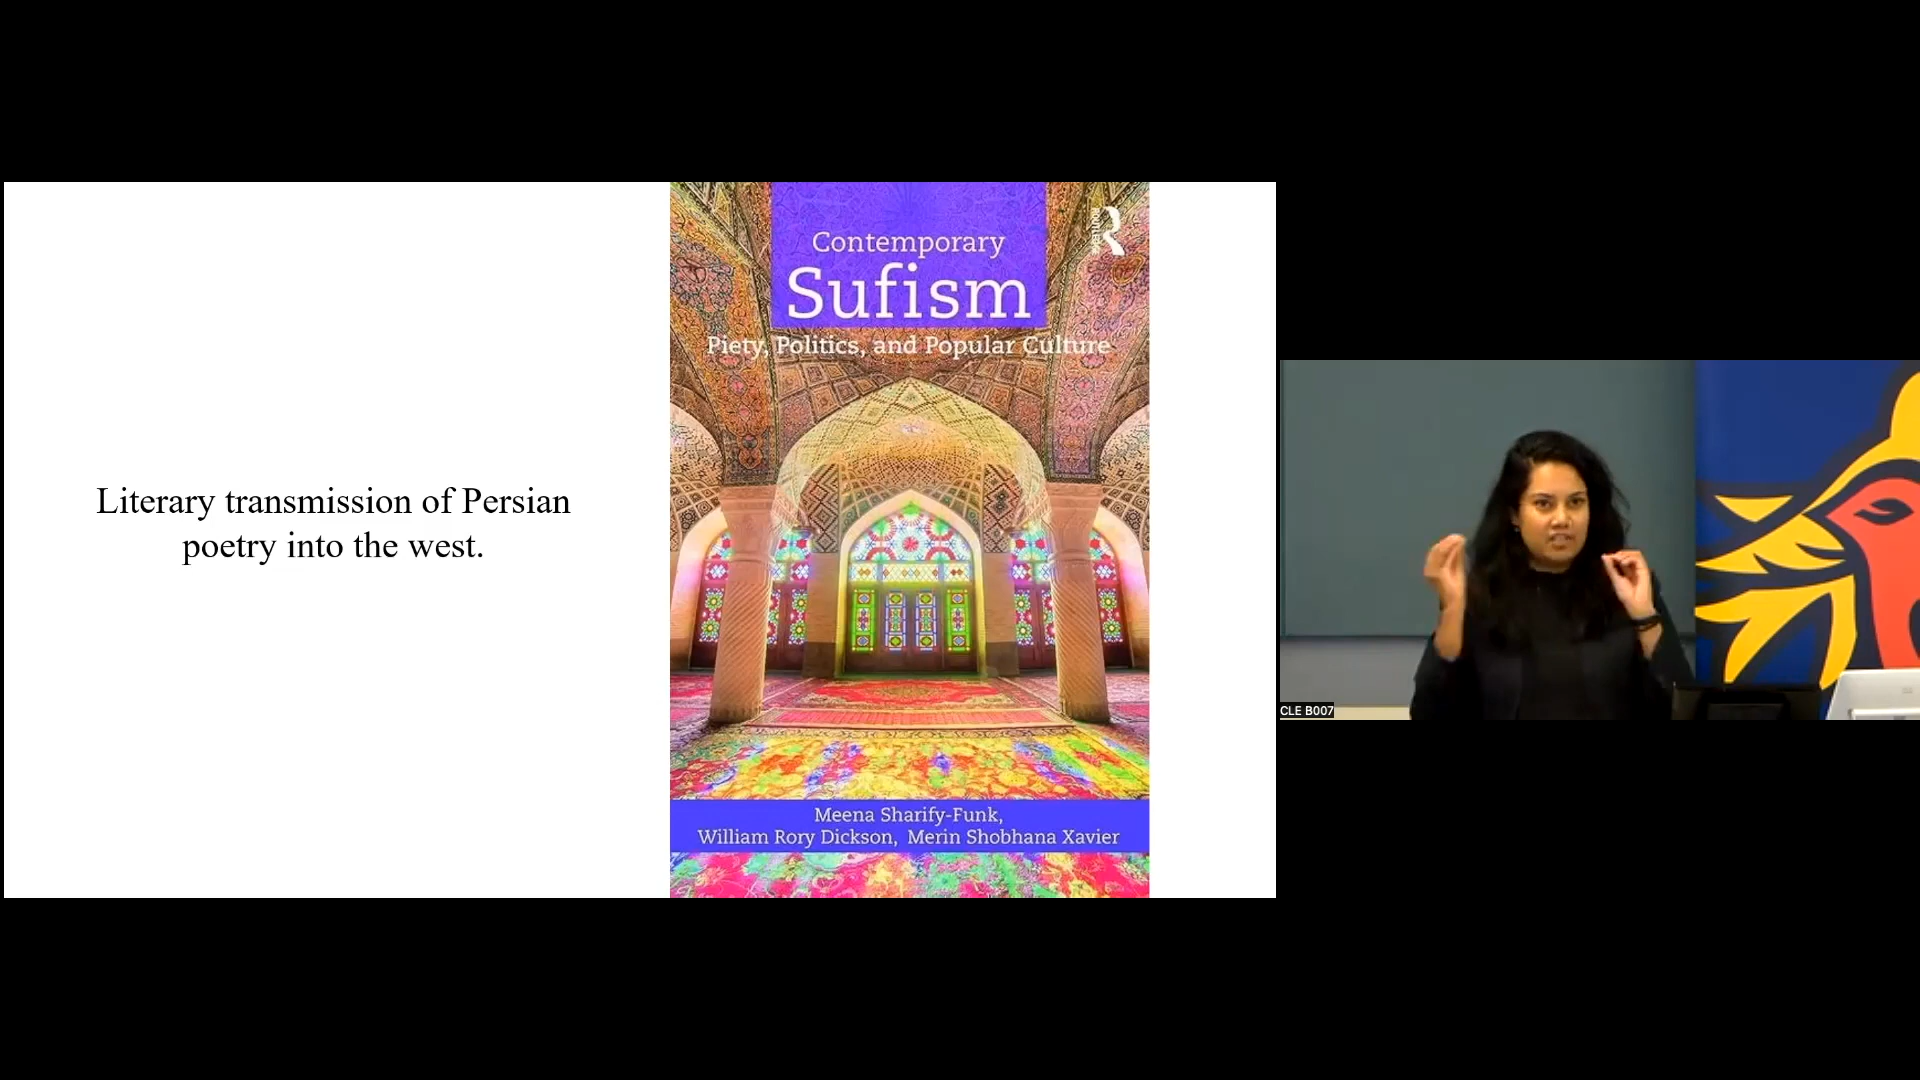 Literary transmission of Persian
poetry into the west.
Contemporary
Sufism
Piety, Politics, and Popular Culture
ROUTLEDGE
Meena Sharify-Funk,
William Rory Dickson, Merin Shobhana Xavier
CLE B007